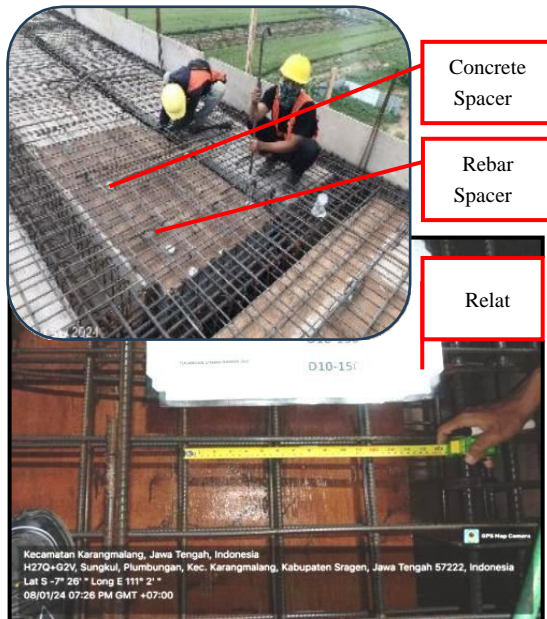 Concrete
Spacer
Rebar
Spacer
Relat
2024
D10-150
Kecamatan Karangmalang, Jawa Tengah, Indonesia
H27Q+G2V, Sungkul, Plumbungan, Kec. Karangmalang, Kabupaten Sragen, Jawa Tengah 57222, Indonesia
Lat S -7° 26' " Long E 111° 2' "
08/01/24 07:26 PM GMT +07:00
GPS Map Camera